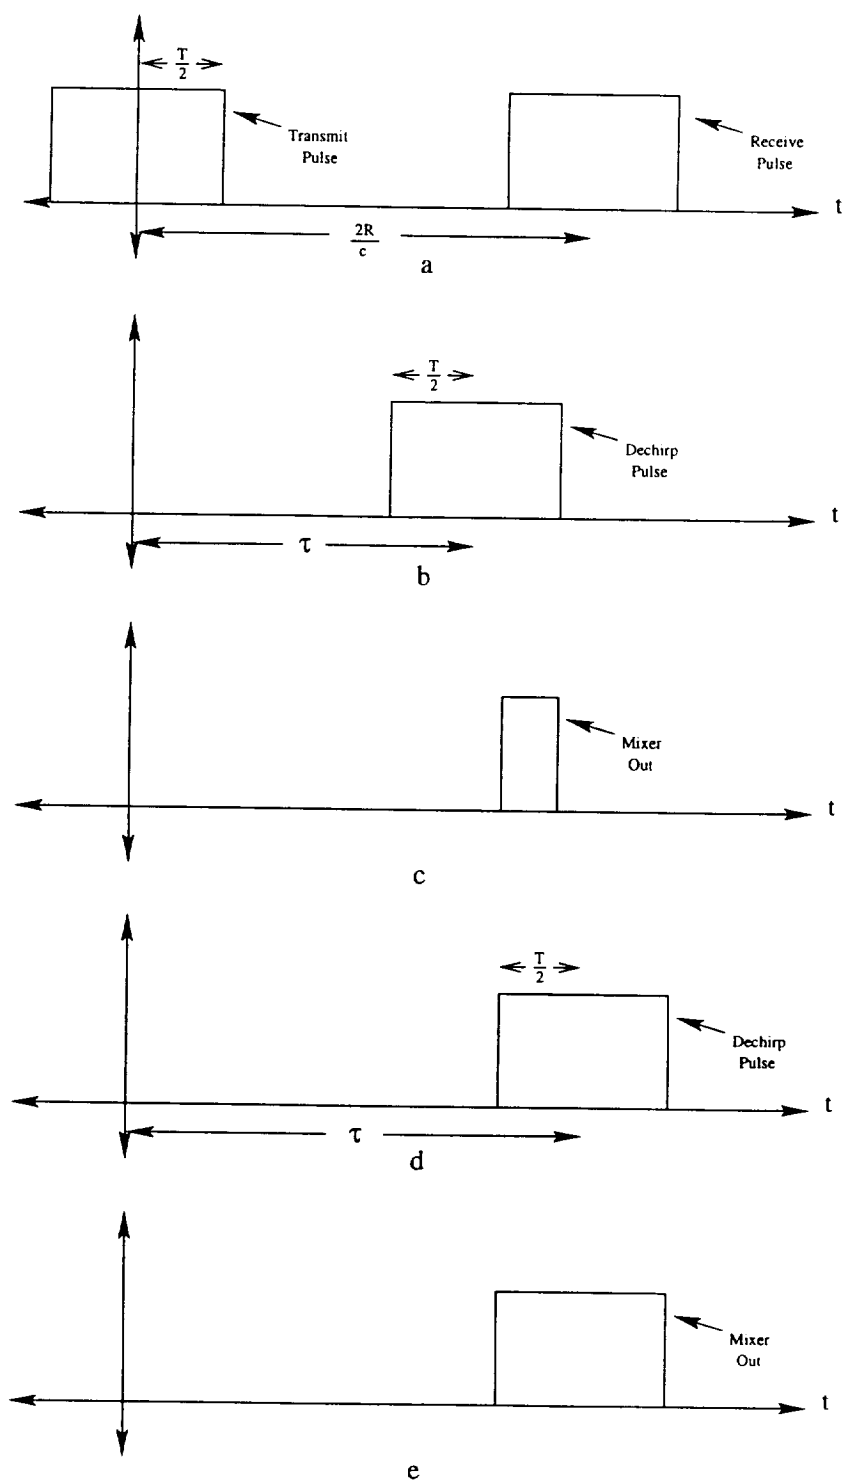 T
2
Transmit
Pulse
Receive
Pulse
t
2R
c
a
T
2
Dechirp
Pulse
t
τ
b
Mixer
Out
t
c
T
2
Dechirp
Pulse
t
τ
d
Mixer
Out
t
e